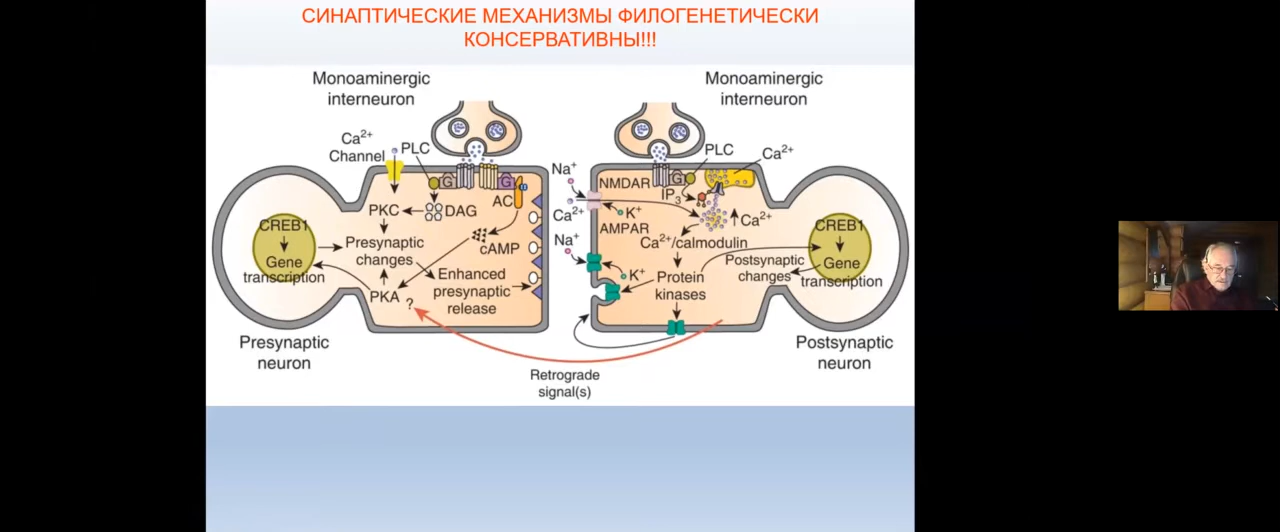 СИНАПТИЧЕСКИЕ МЕХАНИЗМЫ ФИЛОГЕНЕТИЧЕСКИ
КОНСЕРВАТИВНЫ!!!
Monoaminergic
interneuron
Ca2+
Channel
PLC
G
G
AC
PKC
DAG
cAMP
CREB1
Gene
transcription
Presynaptic
changes
Enhanced
presynaptic
release
PKA
?
Presynaptic
neuron
Monoaminergic
interneuron
PLC
Ca2+
Na+
NMDAR
G
IP3
Ca2+
K+
Ca2+
AMPAR
Na+
Ca2+/calmodulin
K+
Protein
kinases
Postsynaptic
changes
CREB1
Gene
transcription
Postsynaptic
neuron
Retrograde
signal(s)